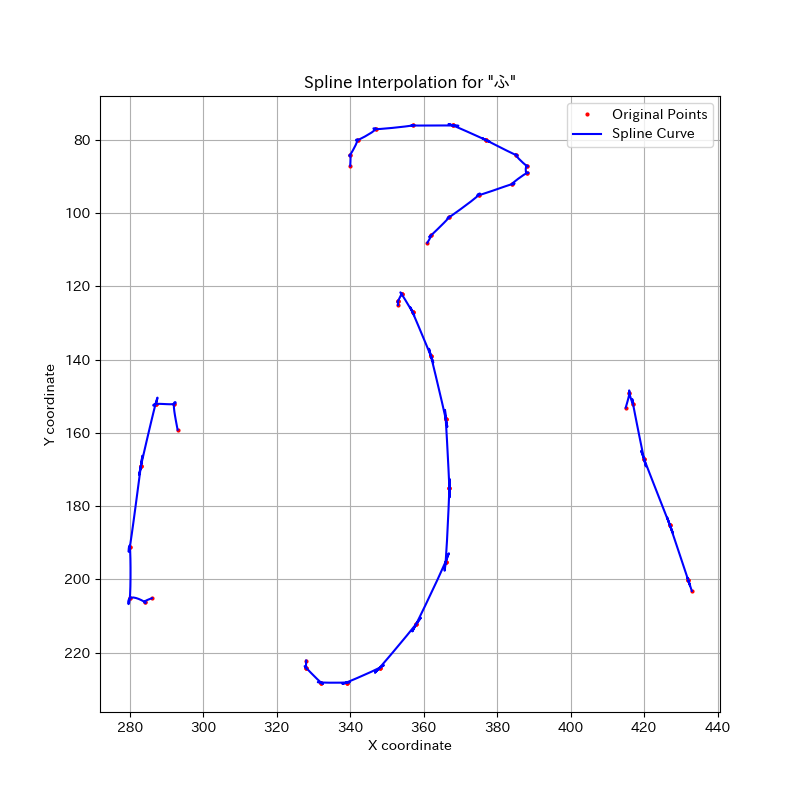 Spline Interpolation for "ふ"
Original Points
Spline Curve
Y coordinate
80
100
120
140
160
180
200
220
280 300 320 340 360 380 400 420 440
X coordinate